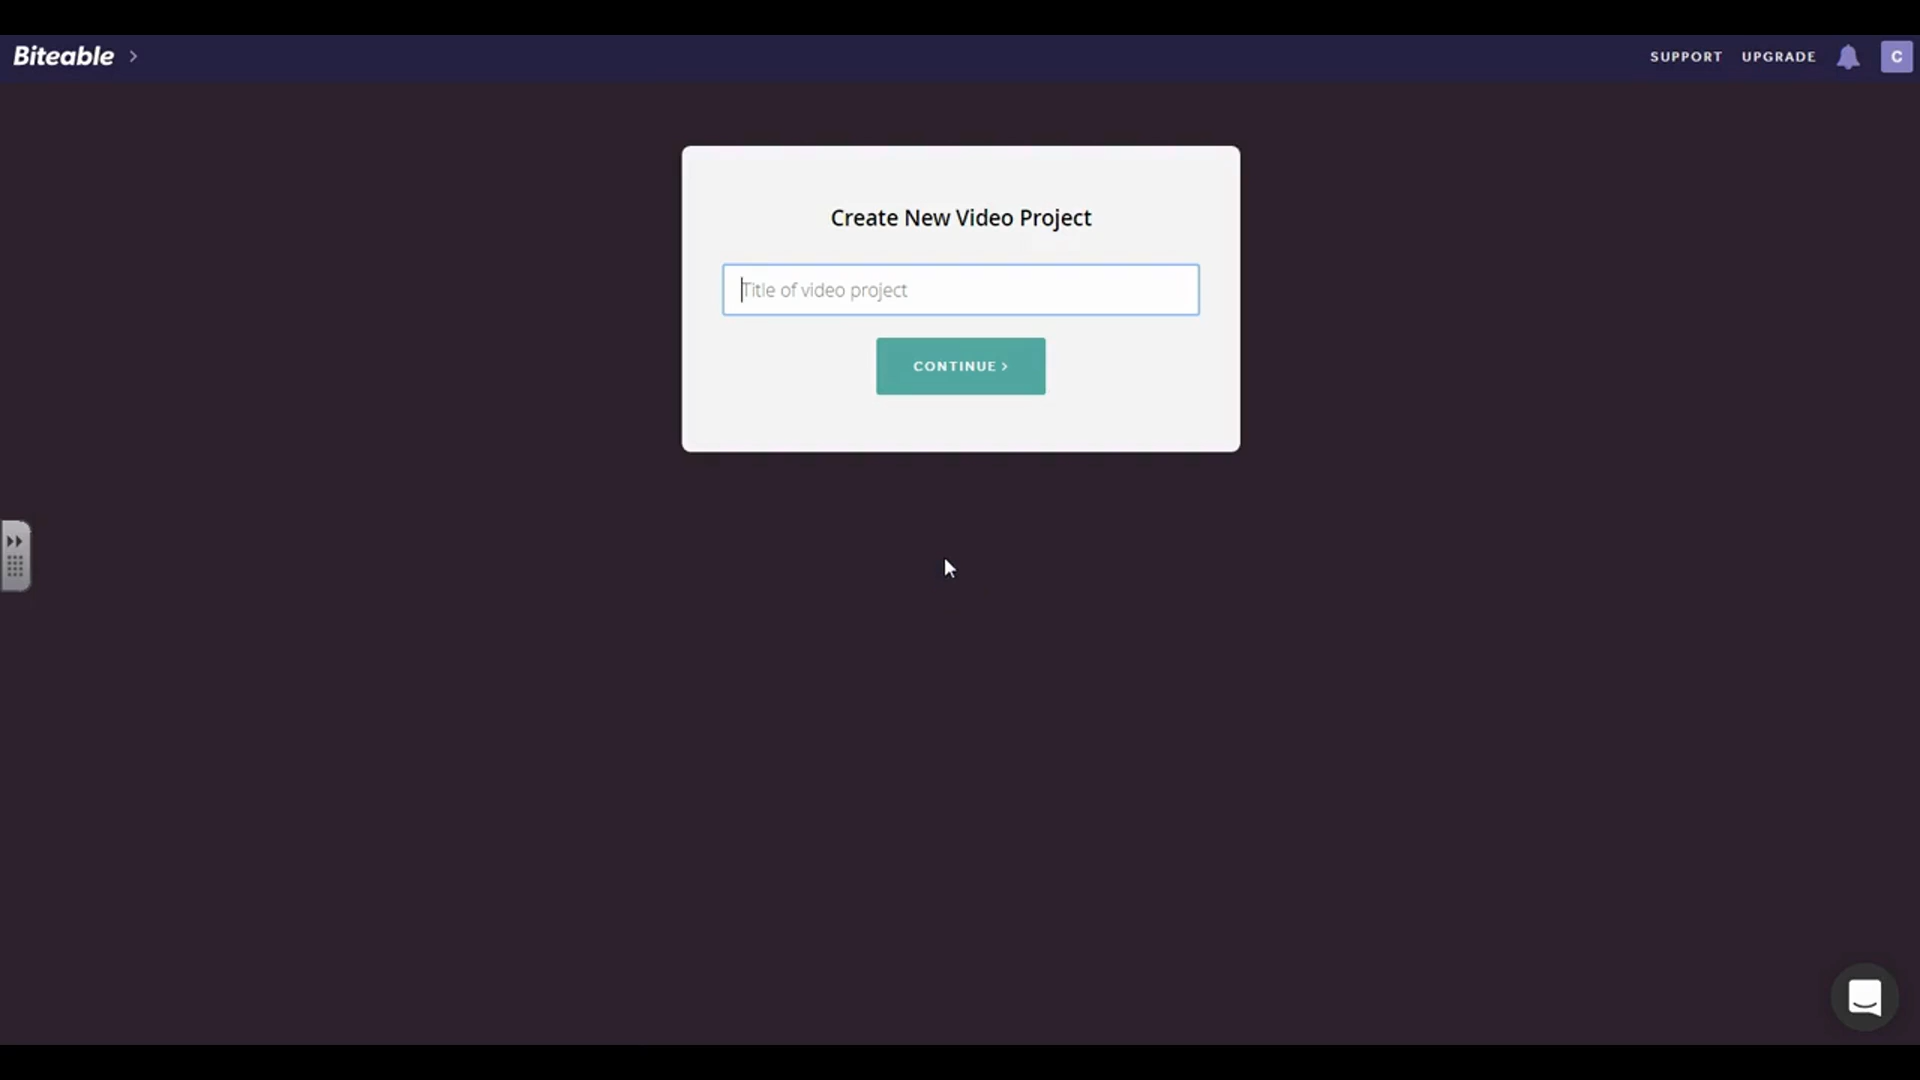 Biteable >
SUPPORT UPGRADE C
Create New Video Project
Title of video project
CONTINUE >